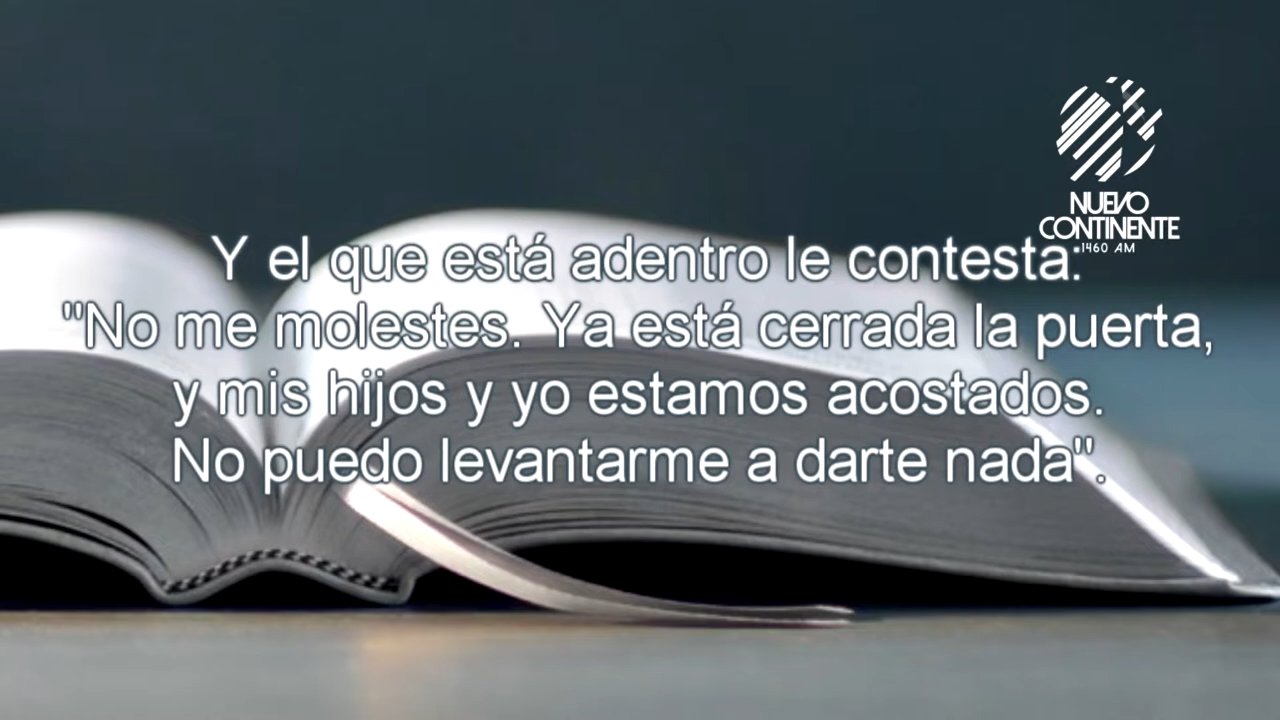 NUEVO
CONTINENTE
1460 AM
Y el que está adentro le contesta:
"No me molestes. Ya está cerrada la puerta,
y mis hijos y yo estamos acostados.
No puedo levantarme a darte nada".